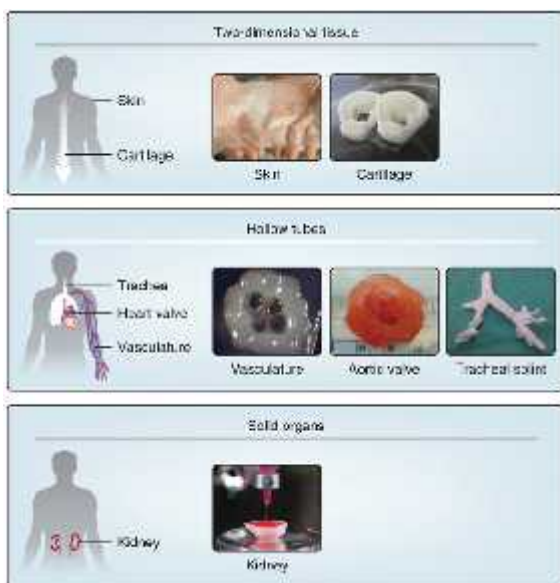 Two-dimensional tissue
Skin
Cartilage
Skin
Cartilage
Hollow tubes
Trachea
Heart valve
Vasculature
Vasculature
Aortic valve
Tracheal splint
Solid organs
Kidney
Kidney